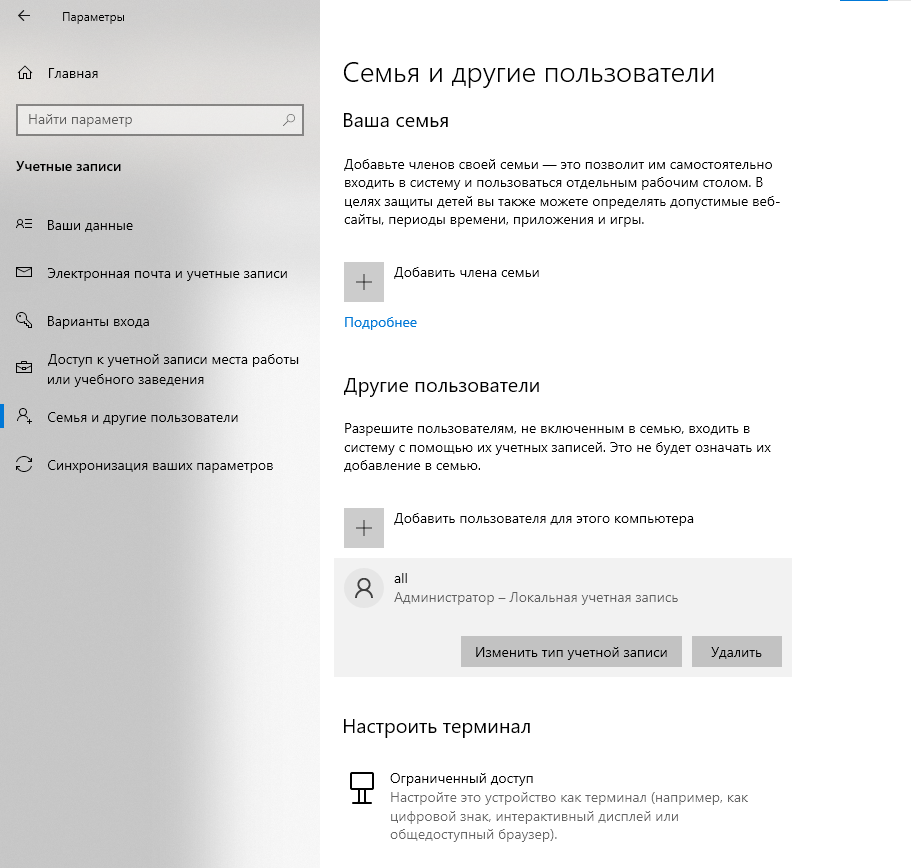 Параметры
Главная
Найти параметр
Учетные записи
Ваши данные
Электронная почта и учетные записи
Варианты входа
Доступ к учетной записи места работы
или учебного заведения
Семья и другие пользователи
Синхронизация ваших параметров
Семья и другие пользователи
Ваша семья
Добавьте членов своей семьи — это позволит им самостоятельно
входить в систему и пользоваться отдельным рабочим столом. В
целях защиты детей вы также можете определять допустимые веб-
сайты, периоды времени, приложения и игры.
Добавить члена семьи
Подробнее
Другие пользователи
Разрешите пользователям, не включенным в семью, входить в
систему с помощью их учетных записей. Это не будет означать их
добавление в семью.
Добавить пользователя для этого компьютера
all
Администратор – Локальная учетная запись
Изменить тип учетной записи
Удалить
Настроить терминал
Ограниченный доступ
Настройте это устройство как терминал (например, как
цифровой знак, интерактивный дисплей или
общедоступный браузер).